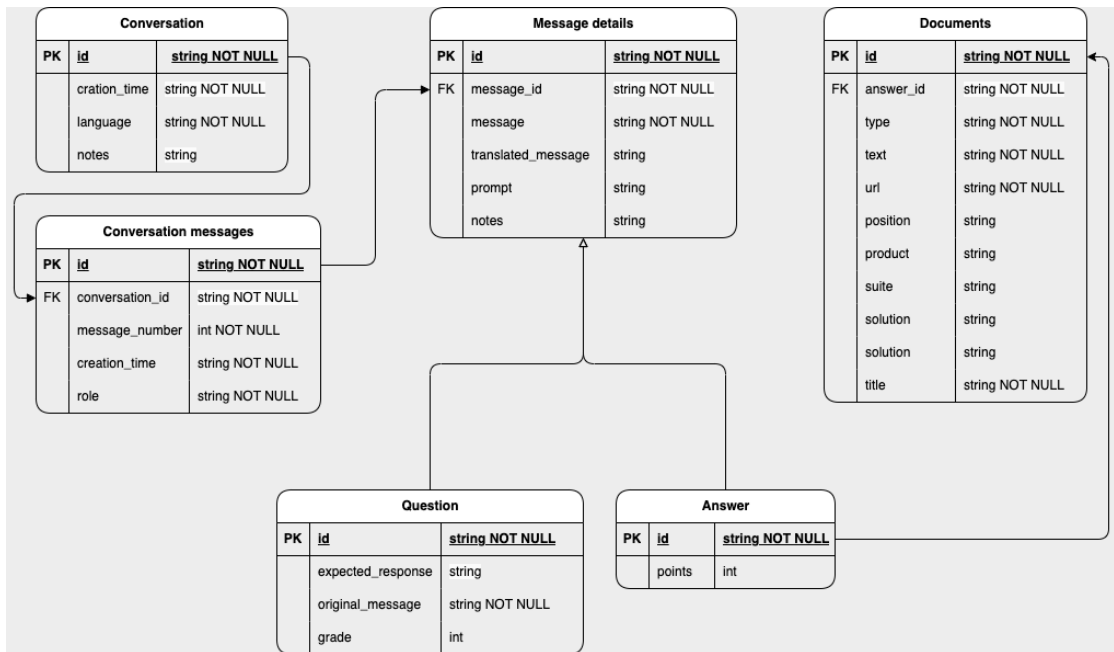 Conversation
PK id string NOT NULL
cration_time string NOT NULL
language string NOT NULL
notes string
Conversation messages
PK id string NOT NULL
FK conversation_id string NOT NULL
message_number int NOT NULL
creation_time string NOT NULL
role string NOT NULL
Message details
PK id string NOT NULL
FK message_id string NOT NULL
message string NOT NULL
translated_message string
prompt string
notes string
Documents
PK id string NOT NULL
FK answer_id string NOT NULL
type string NOT NULL
text string NOT NULL
url string NOT NULL
position string
product string
suite string
solution string
solution string
title string NOT NULL
Question
PK id string NOT NULL
expected_response string
original_message string NOT NULL
grade int
Answer
PK id string NOT NULL
points int